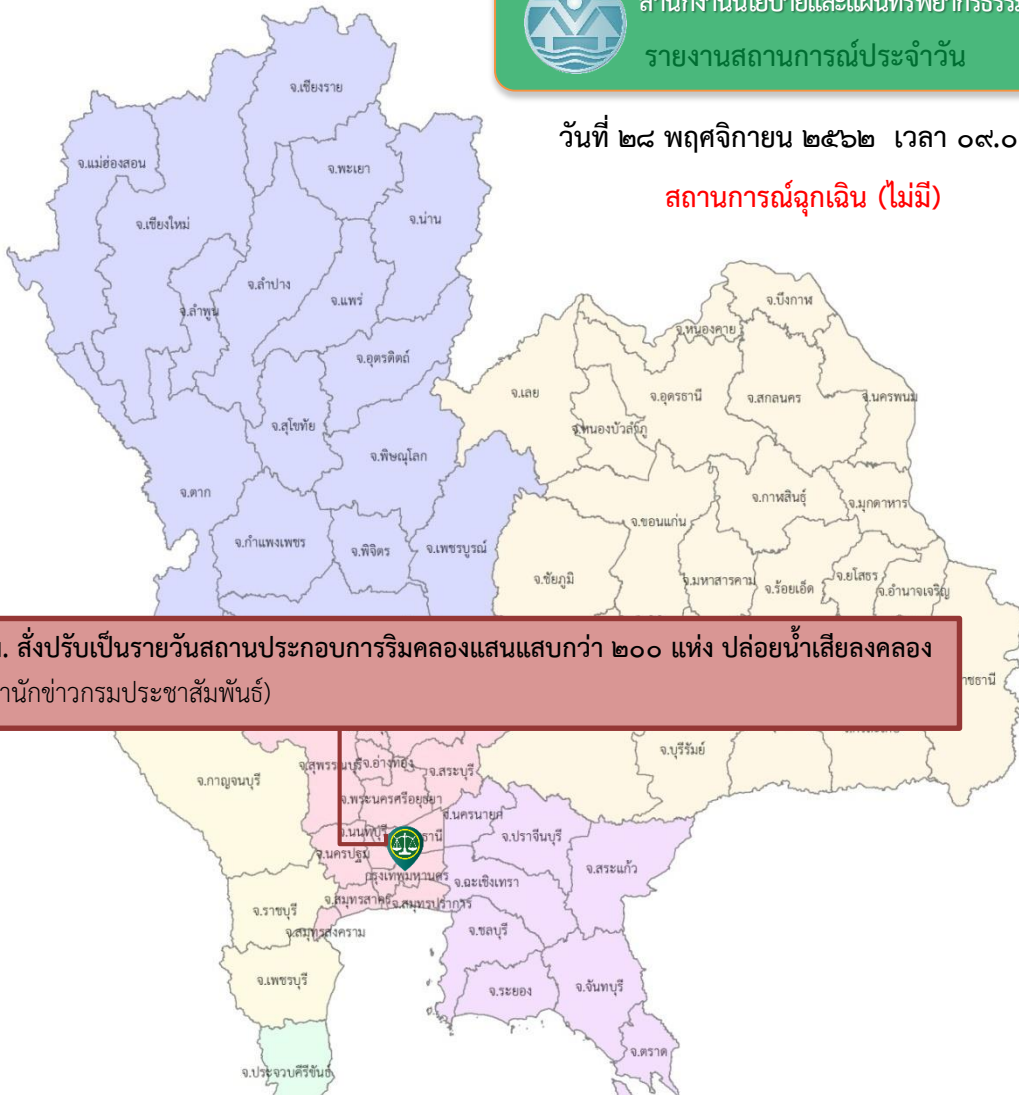 สำนักงานนโยบายและแผนทรัพยากรธรรม
รายงานสถานการณ์ประจำวัน
วันที่ ๒๘ พฤศจิกายน ๒๕๖๒ เวลา ๐๙.๐
สถานการณ์ฉุกเฉิน (ไม่มี)
จ.เชียงราย
จ.แม่ฮ่องสอน
จ.พะเยา
จ.เชียงใหม่
จ.น่าน
จ.ลำปาง
จ.แพร่
จ.ลำพูน
จ.บึงกาฬ
จ.หนองคาย
จ.อุตรดิตถ์
จ.เลย
จ.อุดรธานี
จ.สกลนคร
จ.นครพนม
จ.สุโขทัย
จ.หนองบัวลำภู
จ.พิษณุโลก
จ.ตาก
จ.กาฬสินธุ์
จ.มุกดาหาร
จ.ขอนแก่น
จ.กำแพงเพชร
จ.พิจิตร
จ.เพชรบูรณ์
จ.ชัยภูมิ
จ.มหาสารคาม
จ.ร้อยเอ็ด
จ.ยโสธร
จ.อำนาจเจริญ
. สั่งปรับเป็นรายวันสถานประกอบการริมคลองแสนแสบกว่า ๒๐๐ แห่ง ปล่อยน้ำเสียลงคลอง
านักข่าวกรมประชาสัมพันธ์)
าชธานี
จ.บุรีรัมย์
จ.กาญจนบุรี
จ.สุพรรณบุรี
จ.อ่างทอง
จ.สระบุรี
จ.พระนครศรีอยุธยา
จ.นครนายก
จ.นนทบุรี
ธานี
จ.ปราจีนบุรี
จ.นครปฐม
จ.สระแก้ว
กรุงเทพมหานคร
จ.ฉะเชิงเทรา
จ.สมุทรสาคร
จ.สมุทรปราการ
จ.ราชบุรี
จ.สมุทรสงคราม
จ.ชลบุรี
จ.เพชรบุรี
จ.ระยอง
จ.จันทบุรี
จ.ตราด
จ.ประจวบคีรีขันธ์